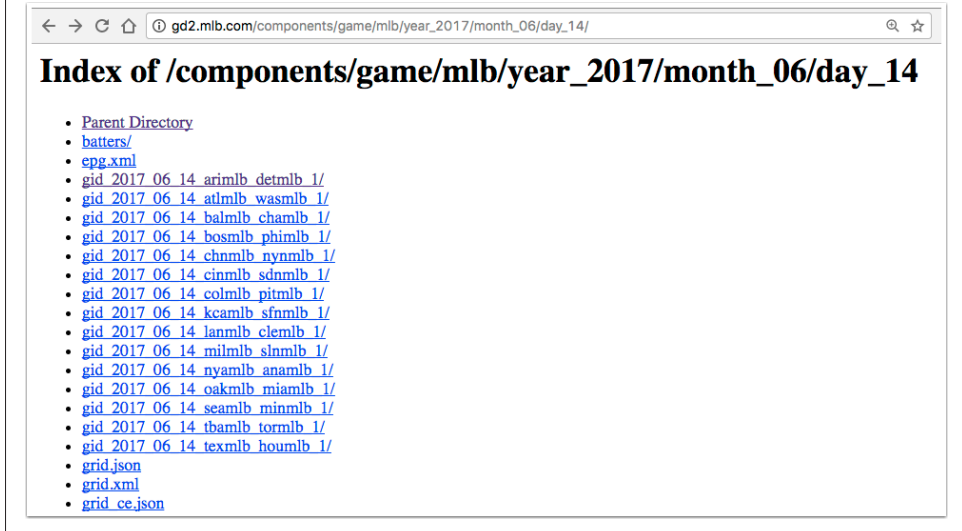 gd2.mlb.com/components/game/mlb/year_2017/month_06/day_14/
Index of /components/game/mlb/year_2017/month_06/day_14
Parent Directory
batters/
epg.xml
gid_2017_06_14_arimlb_detmlb_1/
gid_2017_06_14_atlmlb_wasmlb_1/
gid_2017_06_14_balmlb_chamlb_1/
gid_2017_06_14_bosmlb_phimlb_1/
gid_2017_06_14_chnmlb_nynmlb_1/
gid_2017_06_14_cinmlb_sdnmlb_1/
gid_2017_06_14_colmlb_pitmlb_1/
gid_2017_06_14_kcamlb_sfnmlb_1/
gid_2017_06_14_lanmlb_clemlb_1/
gid_2017_06_14_milmlb_slnmlb_1/
gid_2017_06_14_nyamlb_anamlb_1/
gid_2017_06_14_oakmlb_miamlb_1/
gid_2017_06_14_seamlb_minmlb_1/
gid_2017_06_14_tbamlb_tormlb_1/
gid_2017_06_14_texmlb_houmlb_1/
grid.json
grid.xml
grid_ce.json